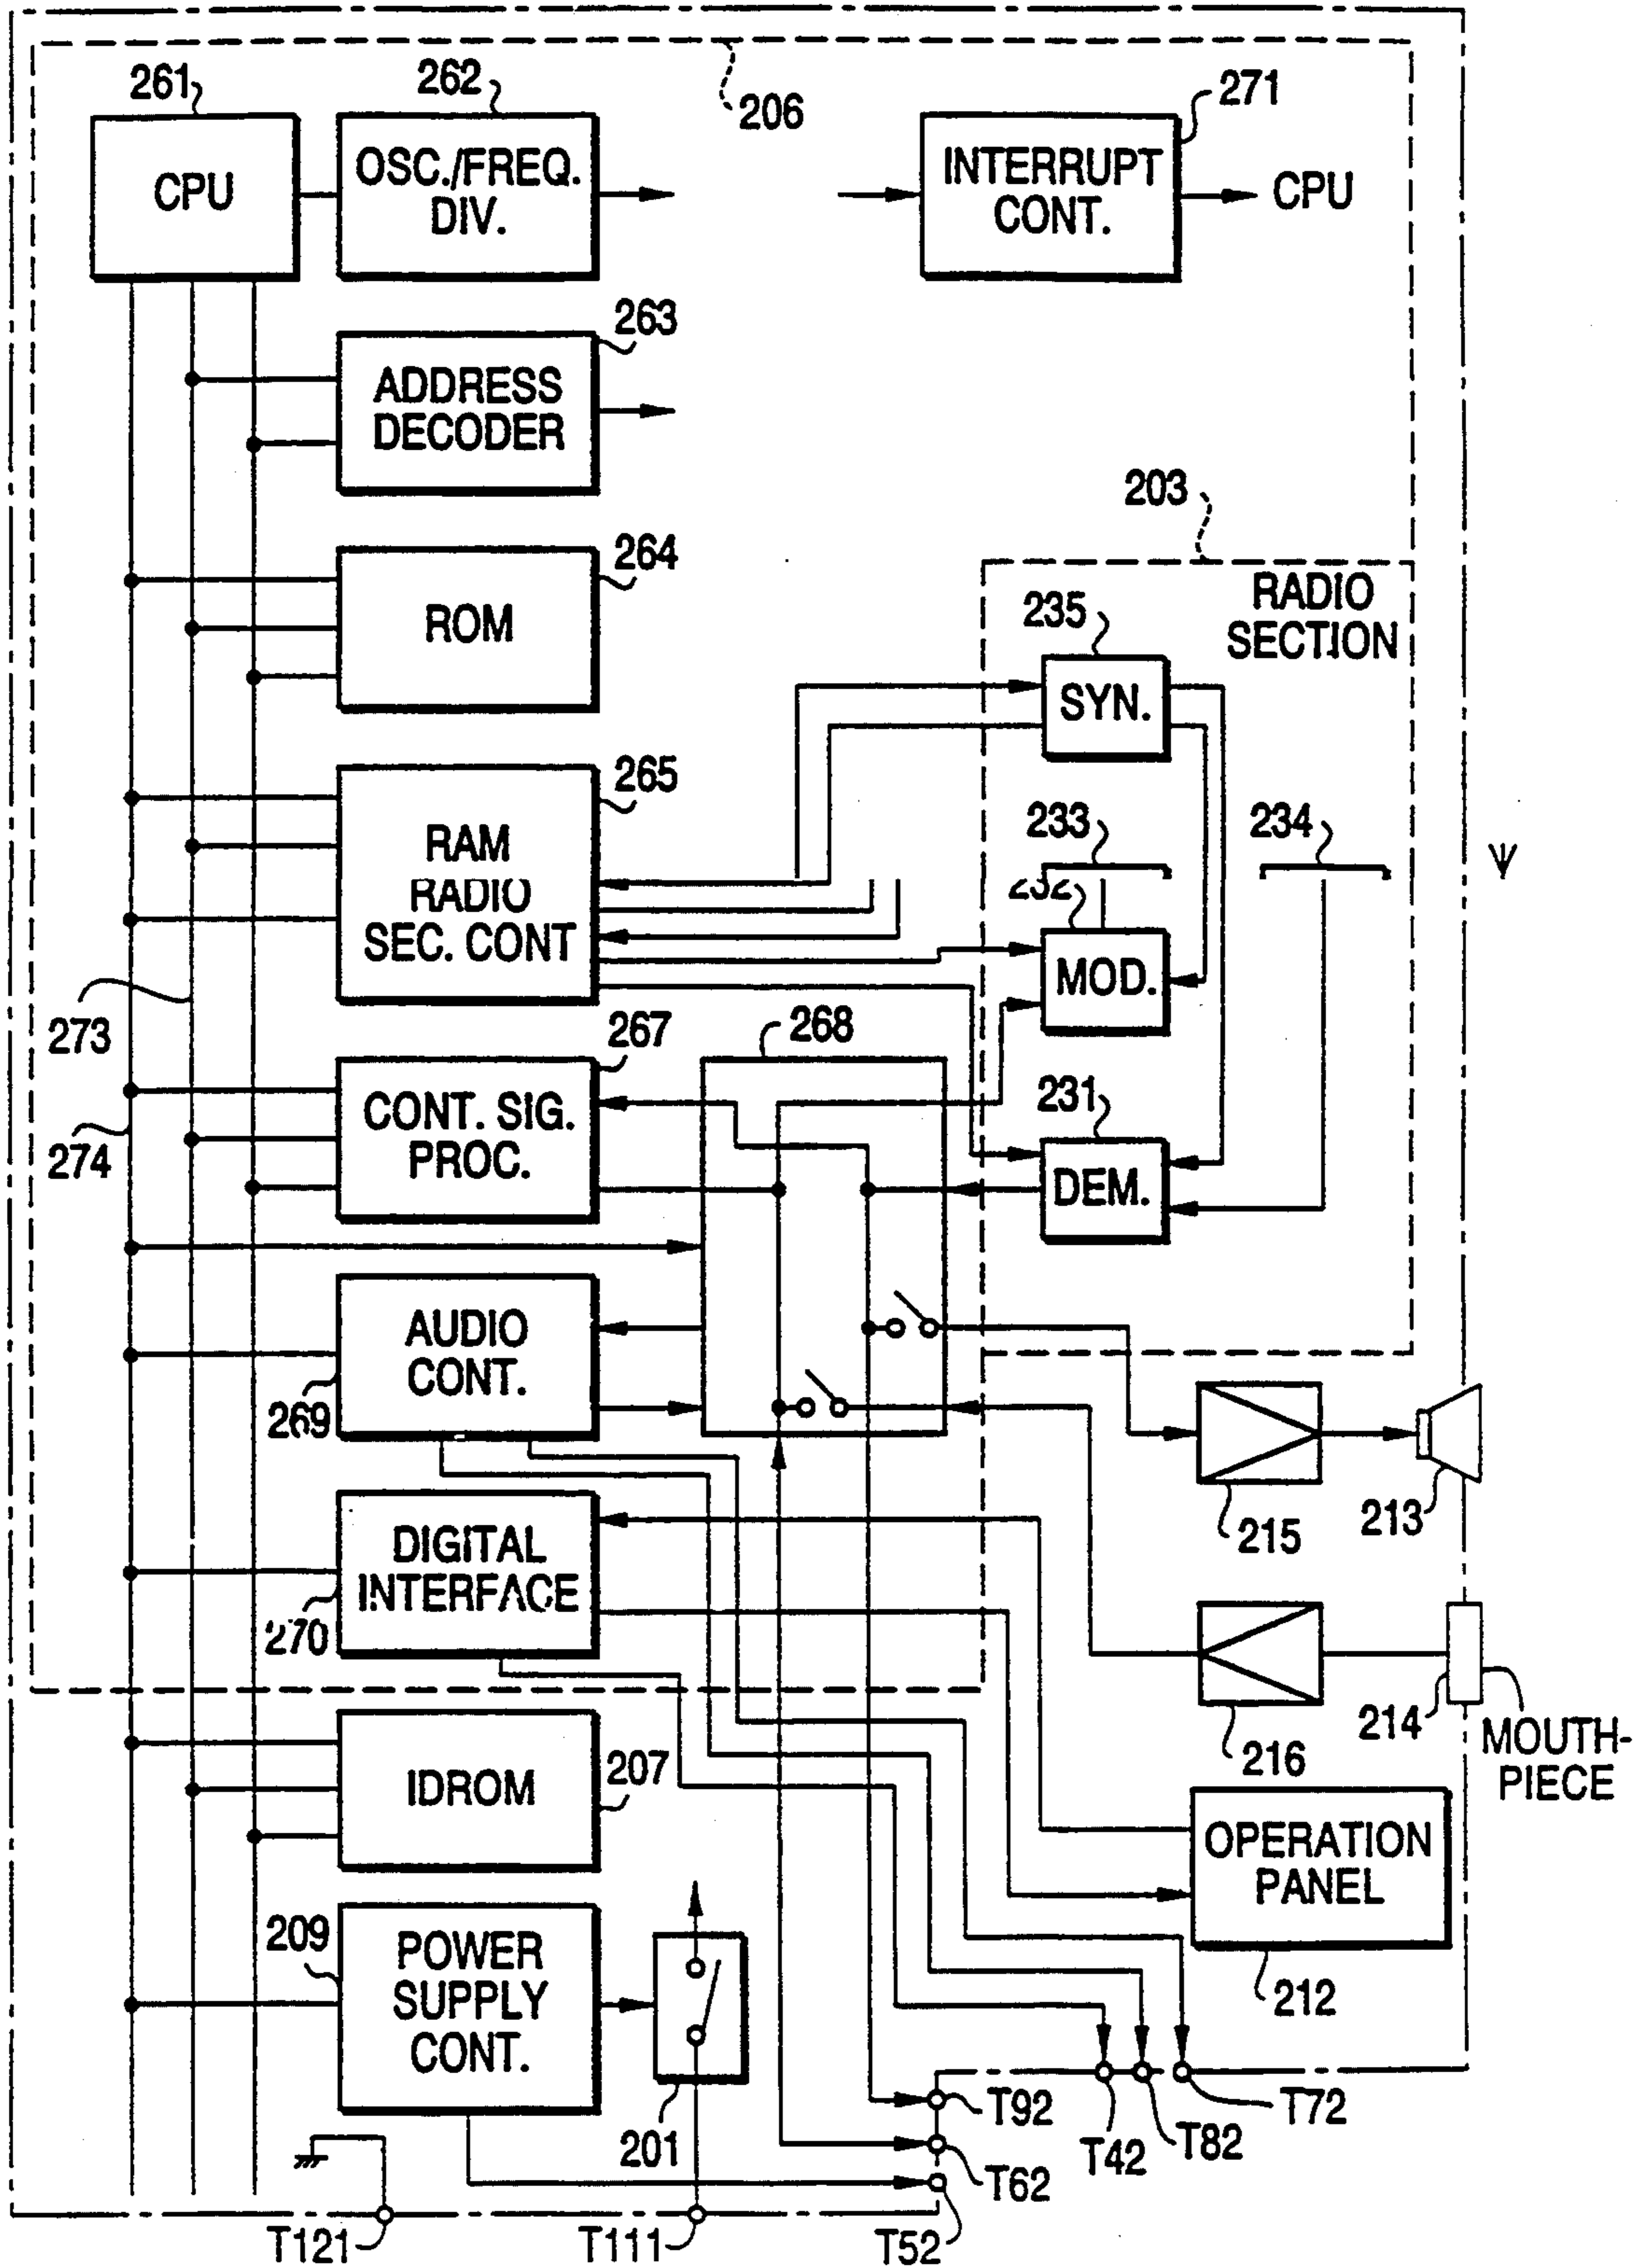 261
262
206
271
CPU
OSC./FREQ.
DIV.
INTERRUPT
CONT.
CPU
263
ADDRESS
DECODER
203
264
ROM
RADIO
SECTION
235
SYN.
265
RAM
RADIO
SEC. CONT
233
234
232
MOD.
273
274
267
CONT. SIG.
PROC.
268
231
DEM.
AUDIO
CONT.
269
215
213
DIGITAL
INTERFACE
270
216
214
MOUTH-
PIECE
IDROM
207
OPERATION
PANEL
212
209
POWER
SUPPLY
CONT.
201
T92
T62
T52
T42
T82
T72
T121
T111